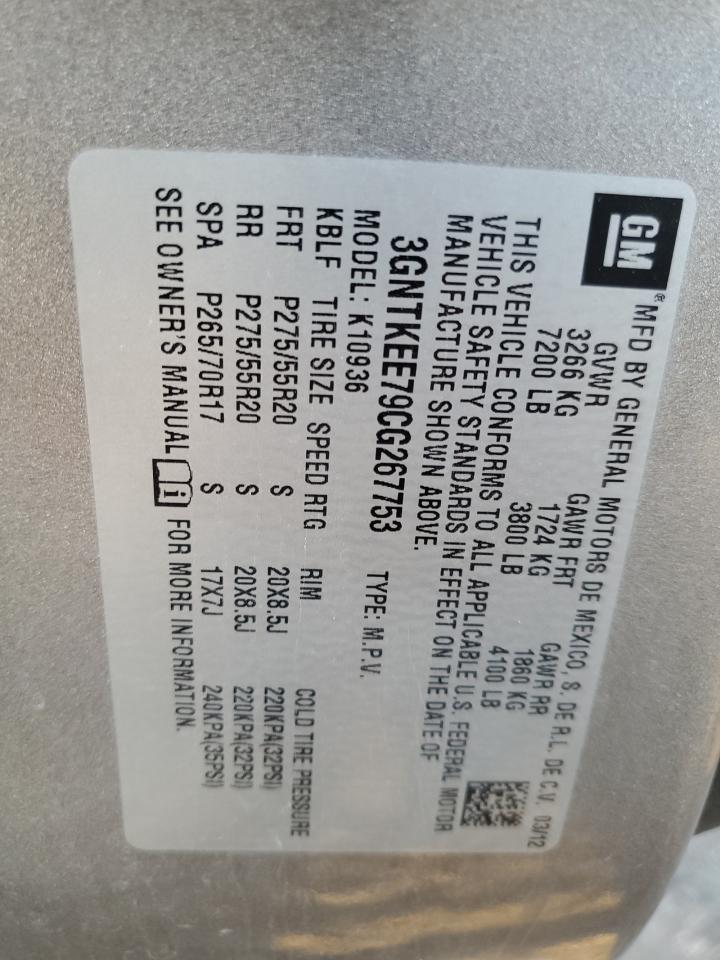 GM
® MFD BY GENERAL MOTORS DE MEXICO, S. DE R.L. DE C.V. 03/12
GVWR GAWR FRT GAWR RR
3266 KG 1724 KG 1860 KG
7200 LB 3800 LB 4100 LB
THIS VEHICLE CONFORMS TO ALL APPLICABLE U.S. FEDERAL MOTOR
VEHICLE SAFETY STANDARDS IN EFFECT ON THE DATE OF
MANUFACTURE SHOWN ABOVE.
3GNTKEE79CG267753 TYPE: M.P.V.
MODEL: K10936
KBLF TIRE SIZE SPEED RTG RIM COLD TIRE PRESSURE
FRT P275/55R20 S 20X8.5J 220KPA(32PSI)
RR P275/55R20 S 20X8.5J 220KPA(32PSI)
SPA P265/70R17 S 17X7J 240KPA(35PSI)
SEE OWNER'S MANUAL i FOR MORE INFORMATION.